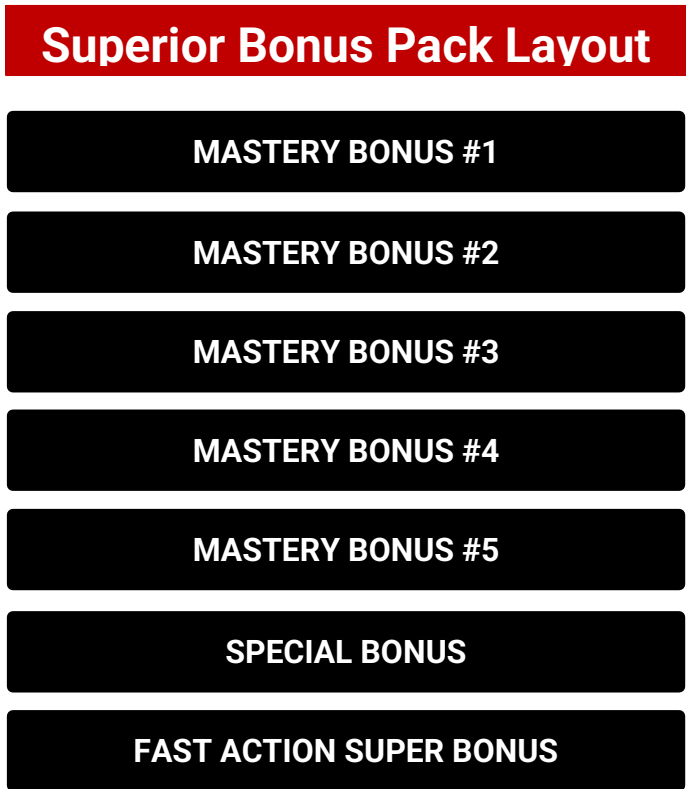 Superior Bonus Pack Layout
MASTERY BONUS #1
MASTERY BONUS #2
MASTERY BONUS #3
MASTERY BONUS #4
MASTERY BONUS #5
SPECIAL BONUS
FAST ACTION SUPER BONUS